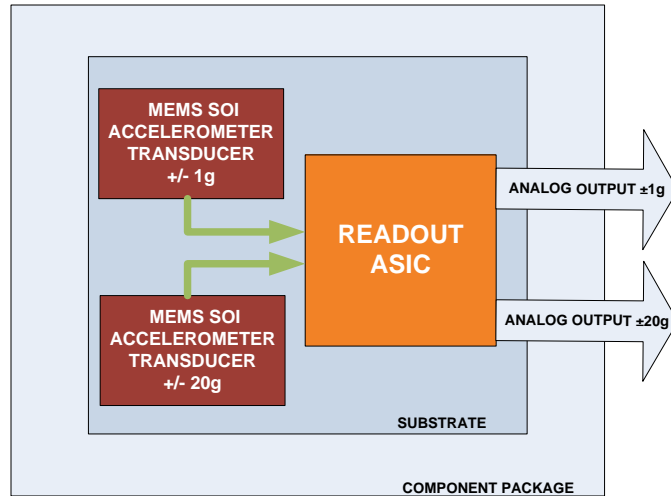 MEMS SOI
ACCELEROMETER
TRANSDUCER
+/- 1g
READOUT
ASIC
ANALOG OUTPUT ±1g
ANALOG OUTPUT ±20g
MEMS SOI
ACCELEROMETER
TRANSDUCER
+/- 20g
SUBSTRATE
COMPONENT PACKAGE